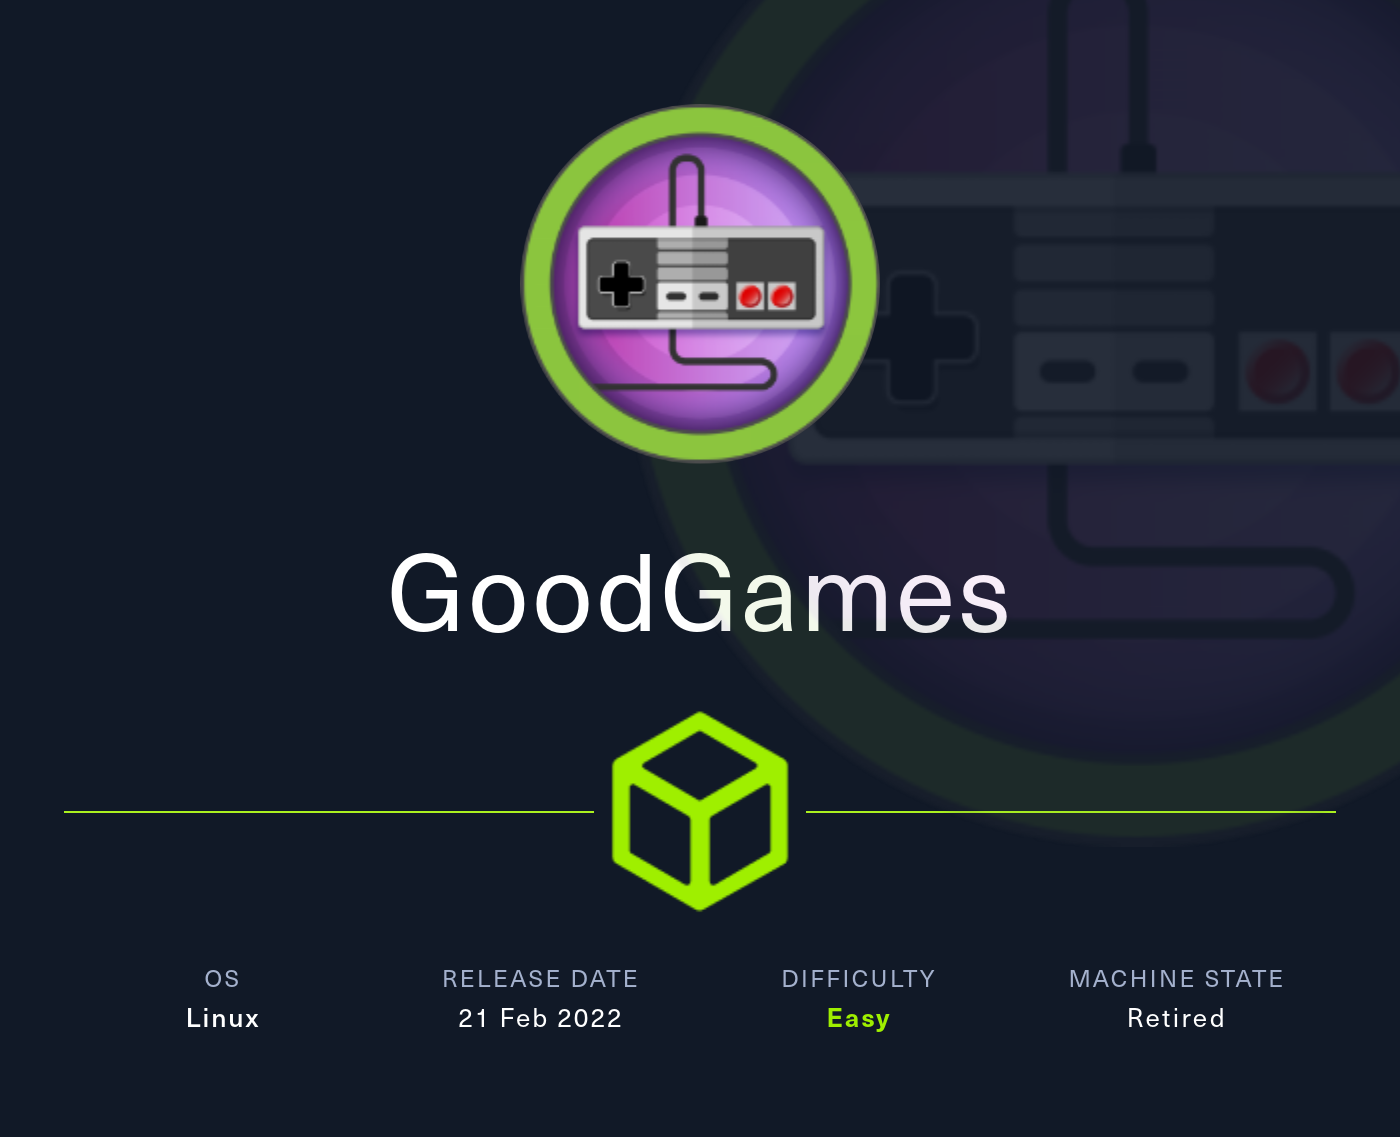 GoodGames
OS
Linux
RELEASE DATE
21 Feb 2022
DIFFICULTY
Easy
MACHINE STATE
Retired